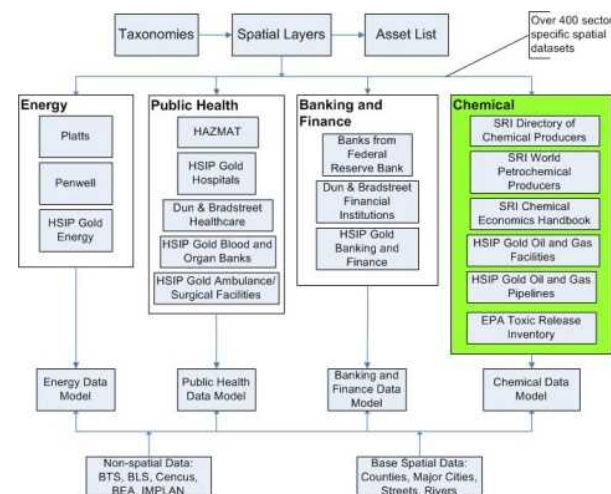 Taxonomies
Spatial Layers
Asset List
Over 400 sector
specific spatial
datasets
Energy
Platts
Penwell
HSIP Gold
Energy
Public Health
HAZMAT
HSIP Gold
Hospitals
Dun & Bradstreet
Healthcare
HSIP Gold Blood and
Organ Banks
HSIP Gold Ambulance/
Surgical Facilities
Banking and
Finance
Banks from
Federal
Reserve Bank
Dun & Bradstreet
Financial
Institutions
HSIP Gold
Banking and
Finance
Chemical
SRI Directory of
Chemical Producers
SRI World
Petrochemical
Producers
SRI Chemical
Economics Handbook
HSIP Gold Oil and Gas
Facilities
HSIP Gold Oil and Gas
Pipelines
EPA Toxic Release
Inventory
Energy Data
Model
Public Health
Data Model
Banking and
Finance Data
Model
Chemical Data
Model
Non-spatial Data:
BTS, BLS, Cencus,
BEA, IMPLAN
Base Spatial Data:
Counties, Major Cities,
Streets, Rivers